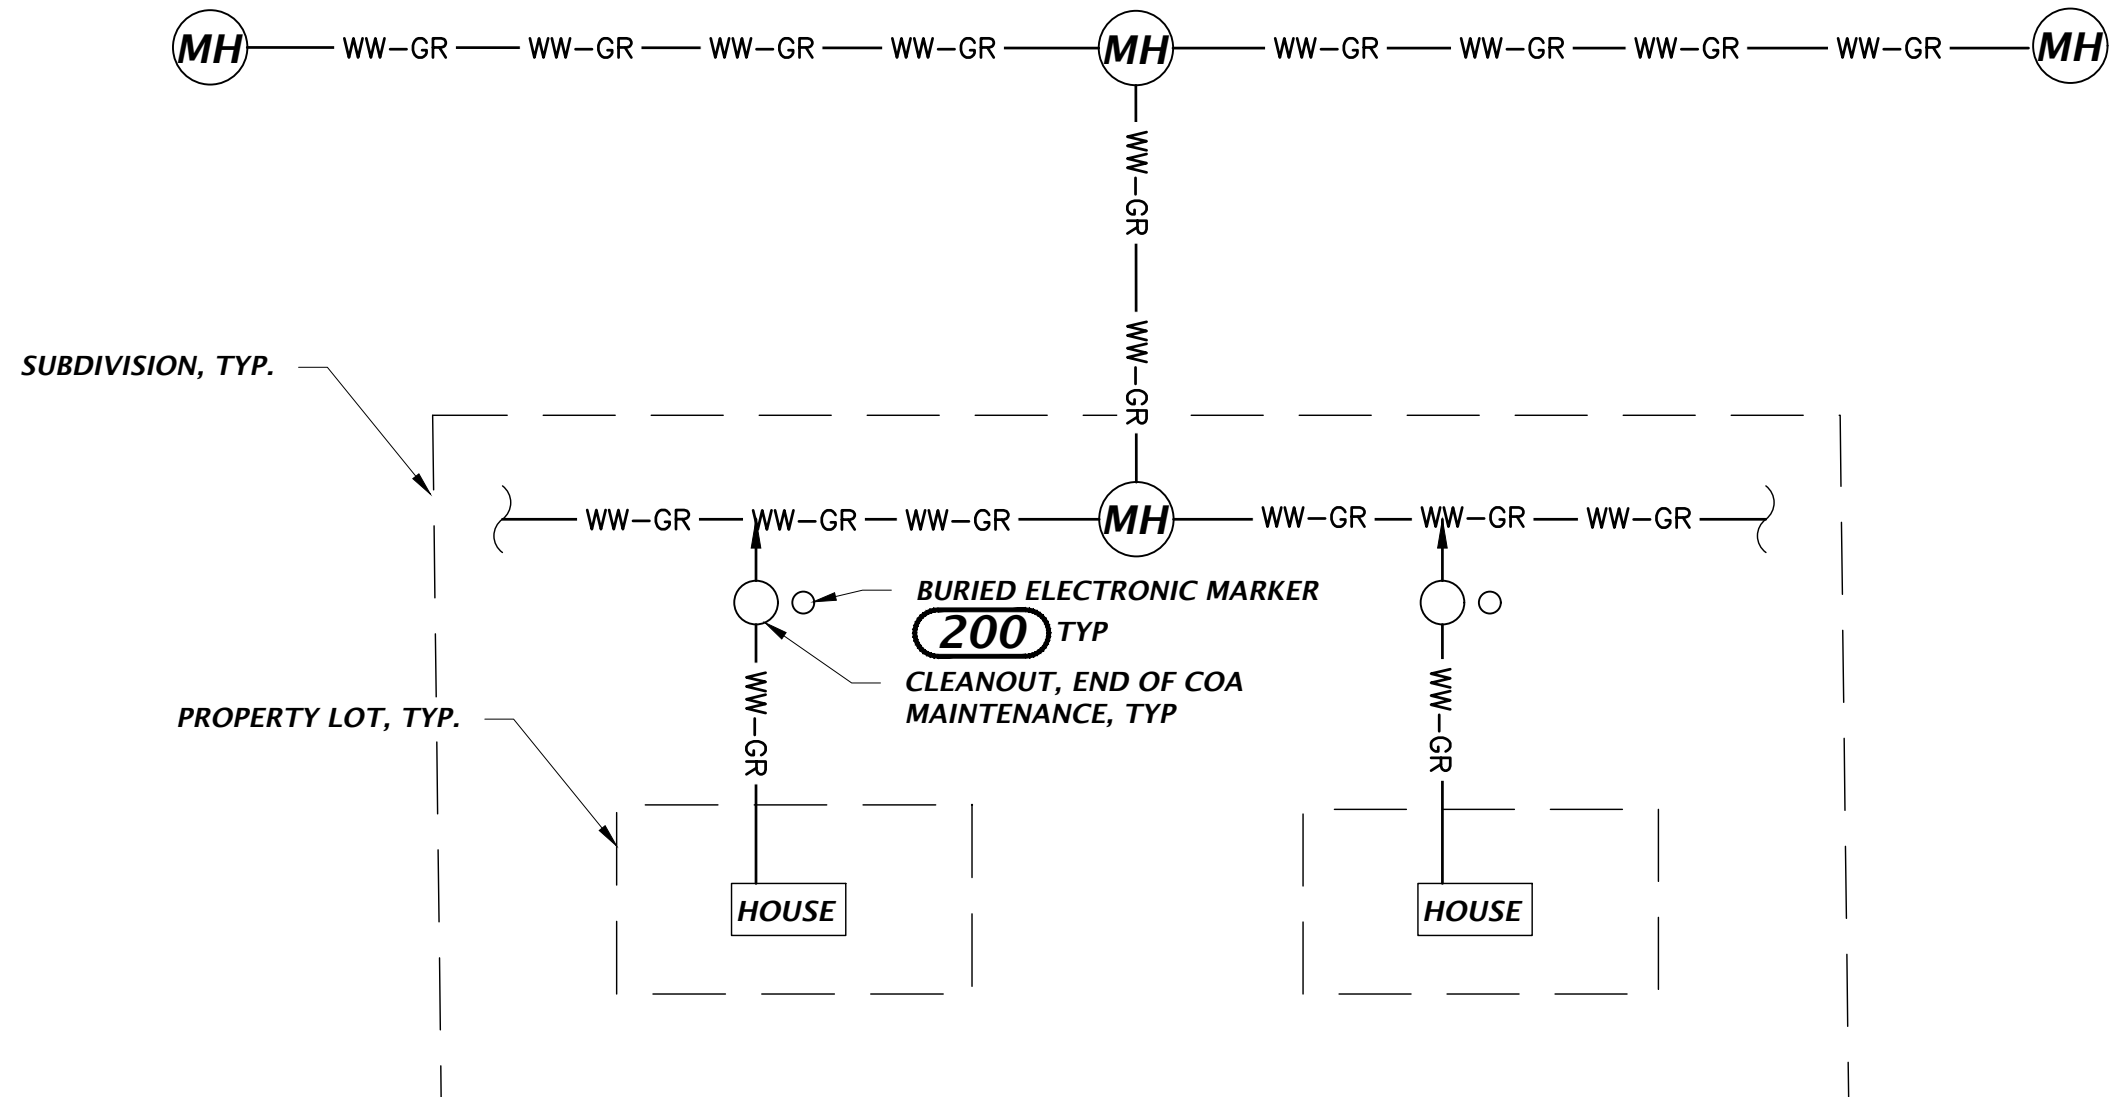 MH WW-GR WW-GR WW-GR WW-GR MH WW-GR WW-GR WW-GR WW-GR MH
WW-GR
WW-GR
SUBDIVISION, TYP.
WW-GR WW-GR WW-GR MH WW-GR WW-GR WW-GR
BURIED ELECTRONIC MARKER
200 TYP
CLEANOUT, END OF COA
MAINTENANCE, TYP
WW-GR
WW-GR
PROPERTY LOT, TYP.
HOUSE
HOUSE